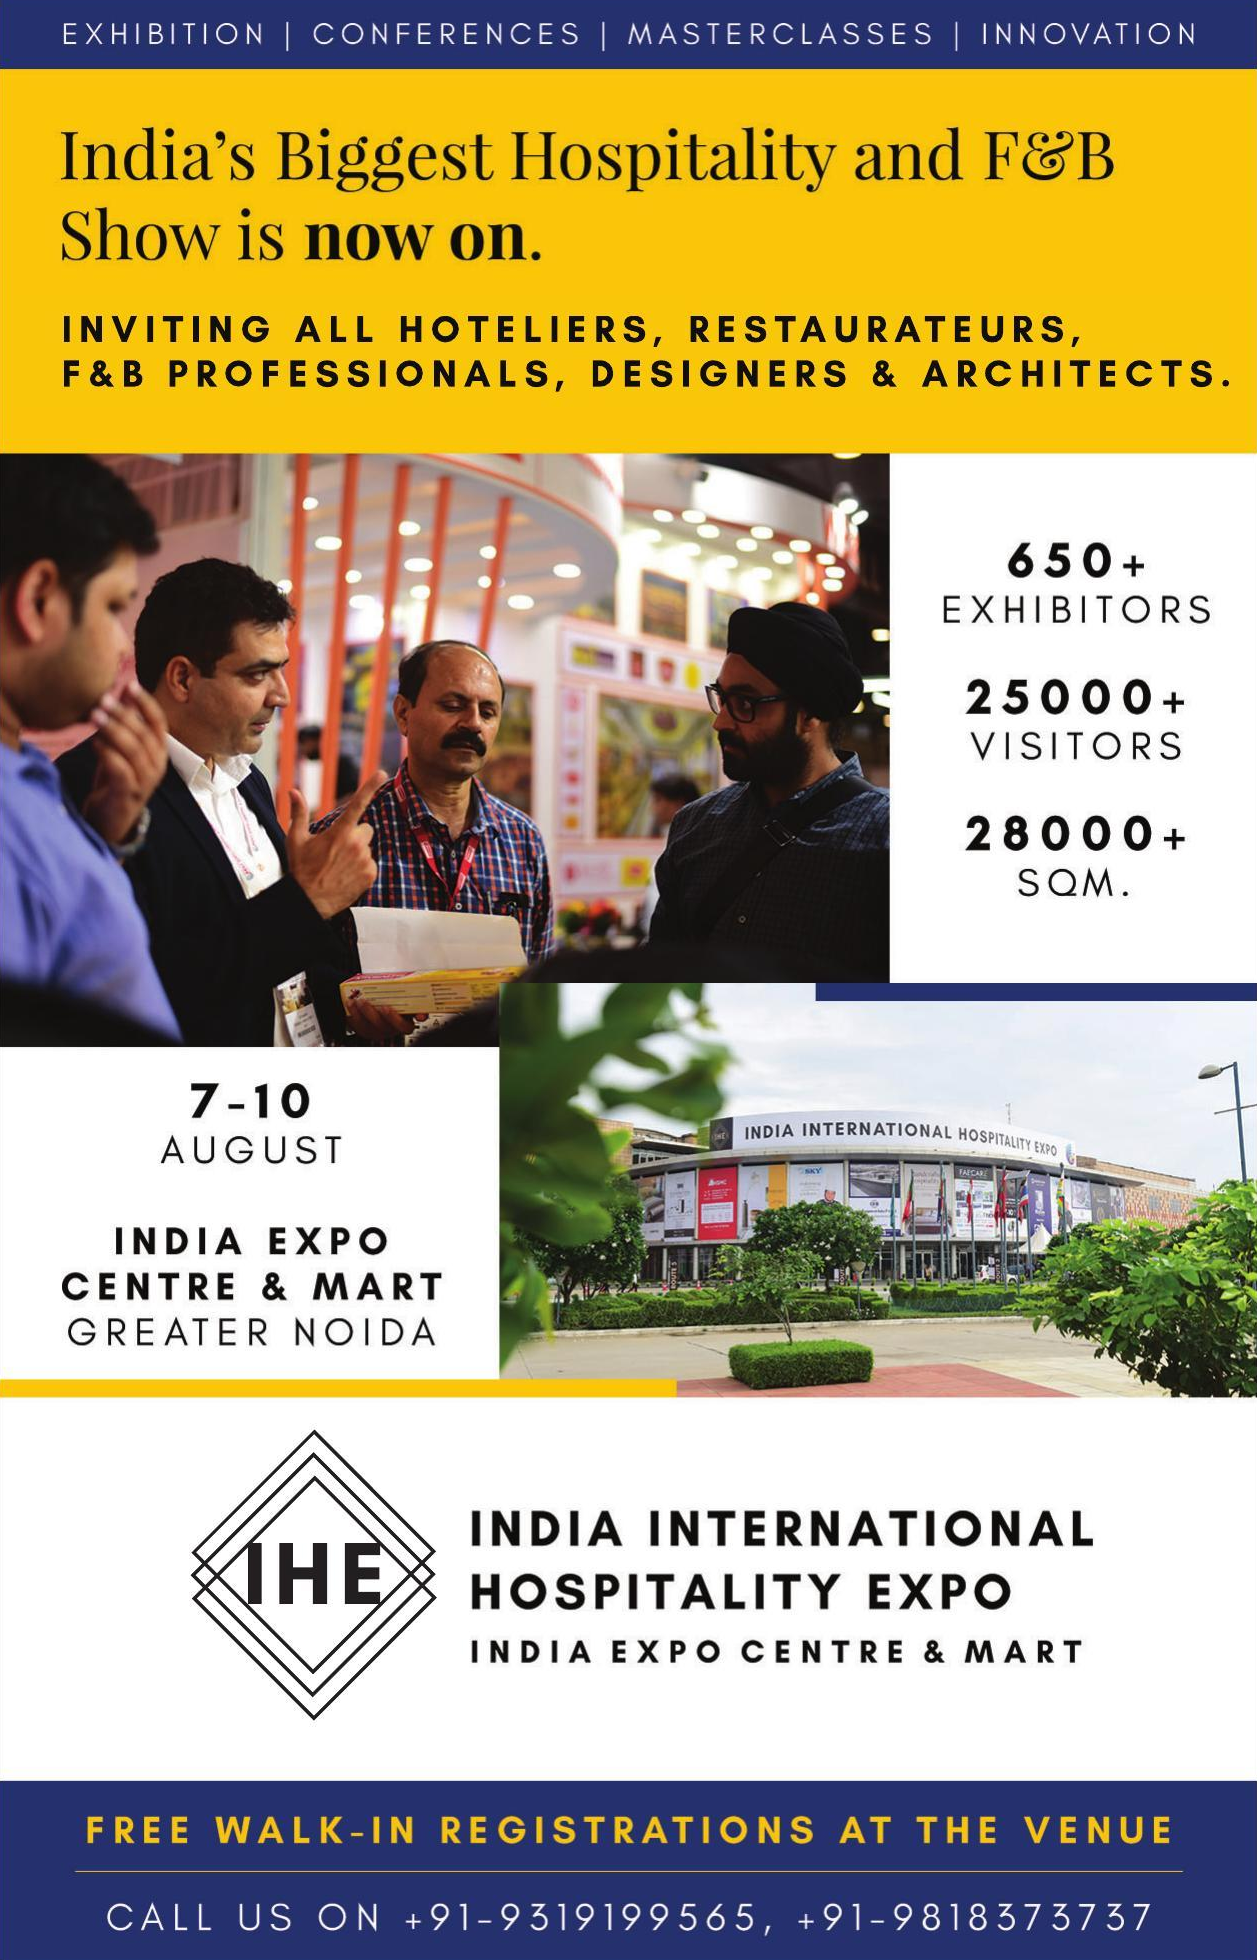 EXHIBITION | CONFERENCES | MASTERCLASSES | INNOVATION
India's Biggest Hospitality and F&B
Show is now on.
INVITING ALL HOTELIERS, RESTAURATEURS,
F&B PROFESSIONALS, DESIGNERS & ARCHITECTS.
650+
EXHIBITORS
25000+
VISITORS
28000+
SQM.
7-10
AUGUST
INDIA EXPO
CENTRE & MART
GREATER NOIDA
IHE INDIA INTERNATIONAL HOSPITALITY EXPO
SKY
FAECARE
IHE
INDIA INTERNATIONAL
HOSPITALITY EXPO
INDIA EXPO CENTRE & MART
FREE WALK-IN REGISTRATIONS AT THE VENUE
CALL US ON +91-9319199565, +91-9818373737